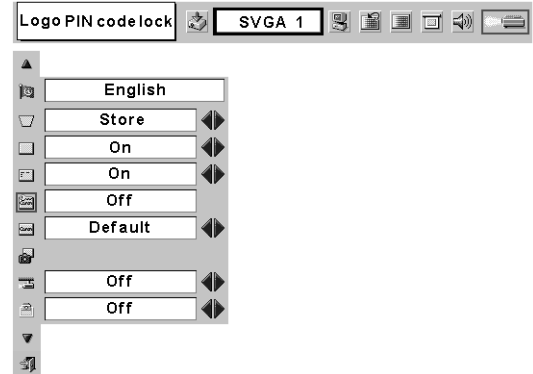 Logo PIN code lock
SVGA 1
English
Store
On
On
Off
Default
Off
Off